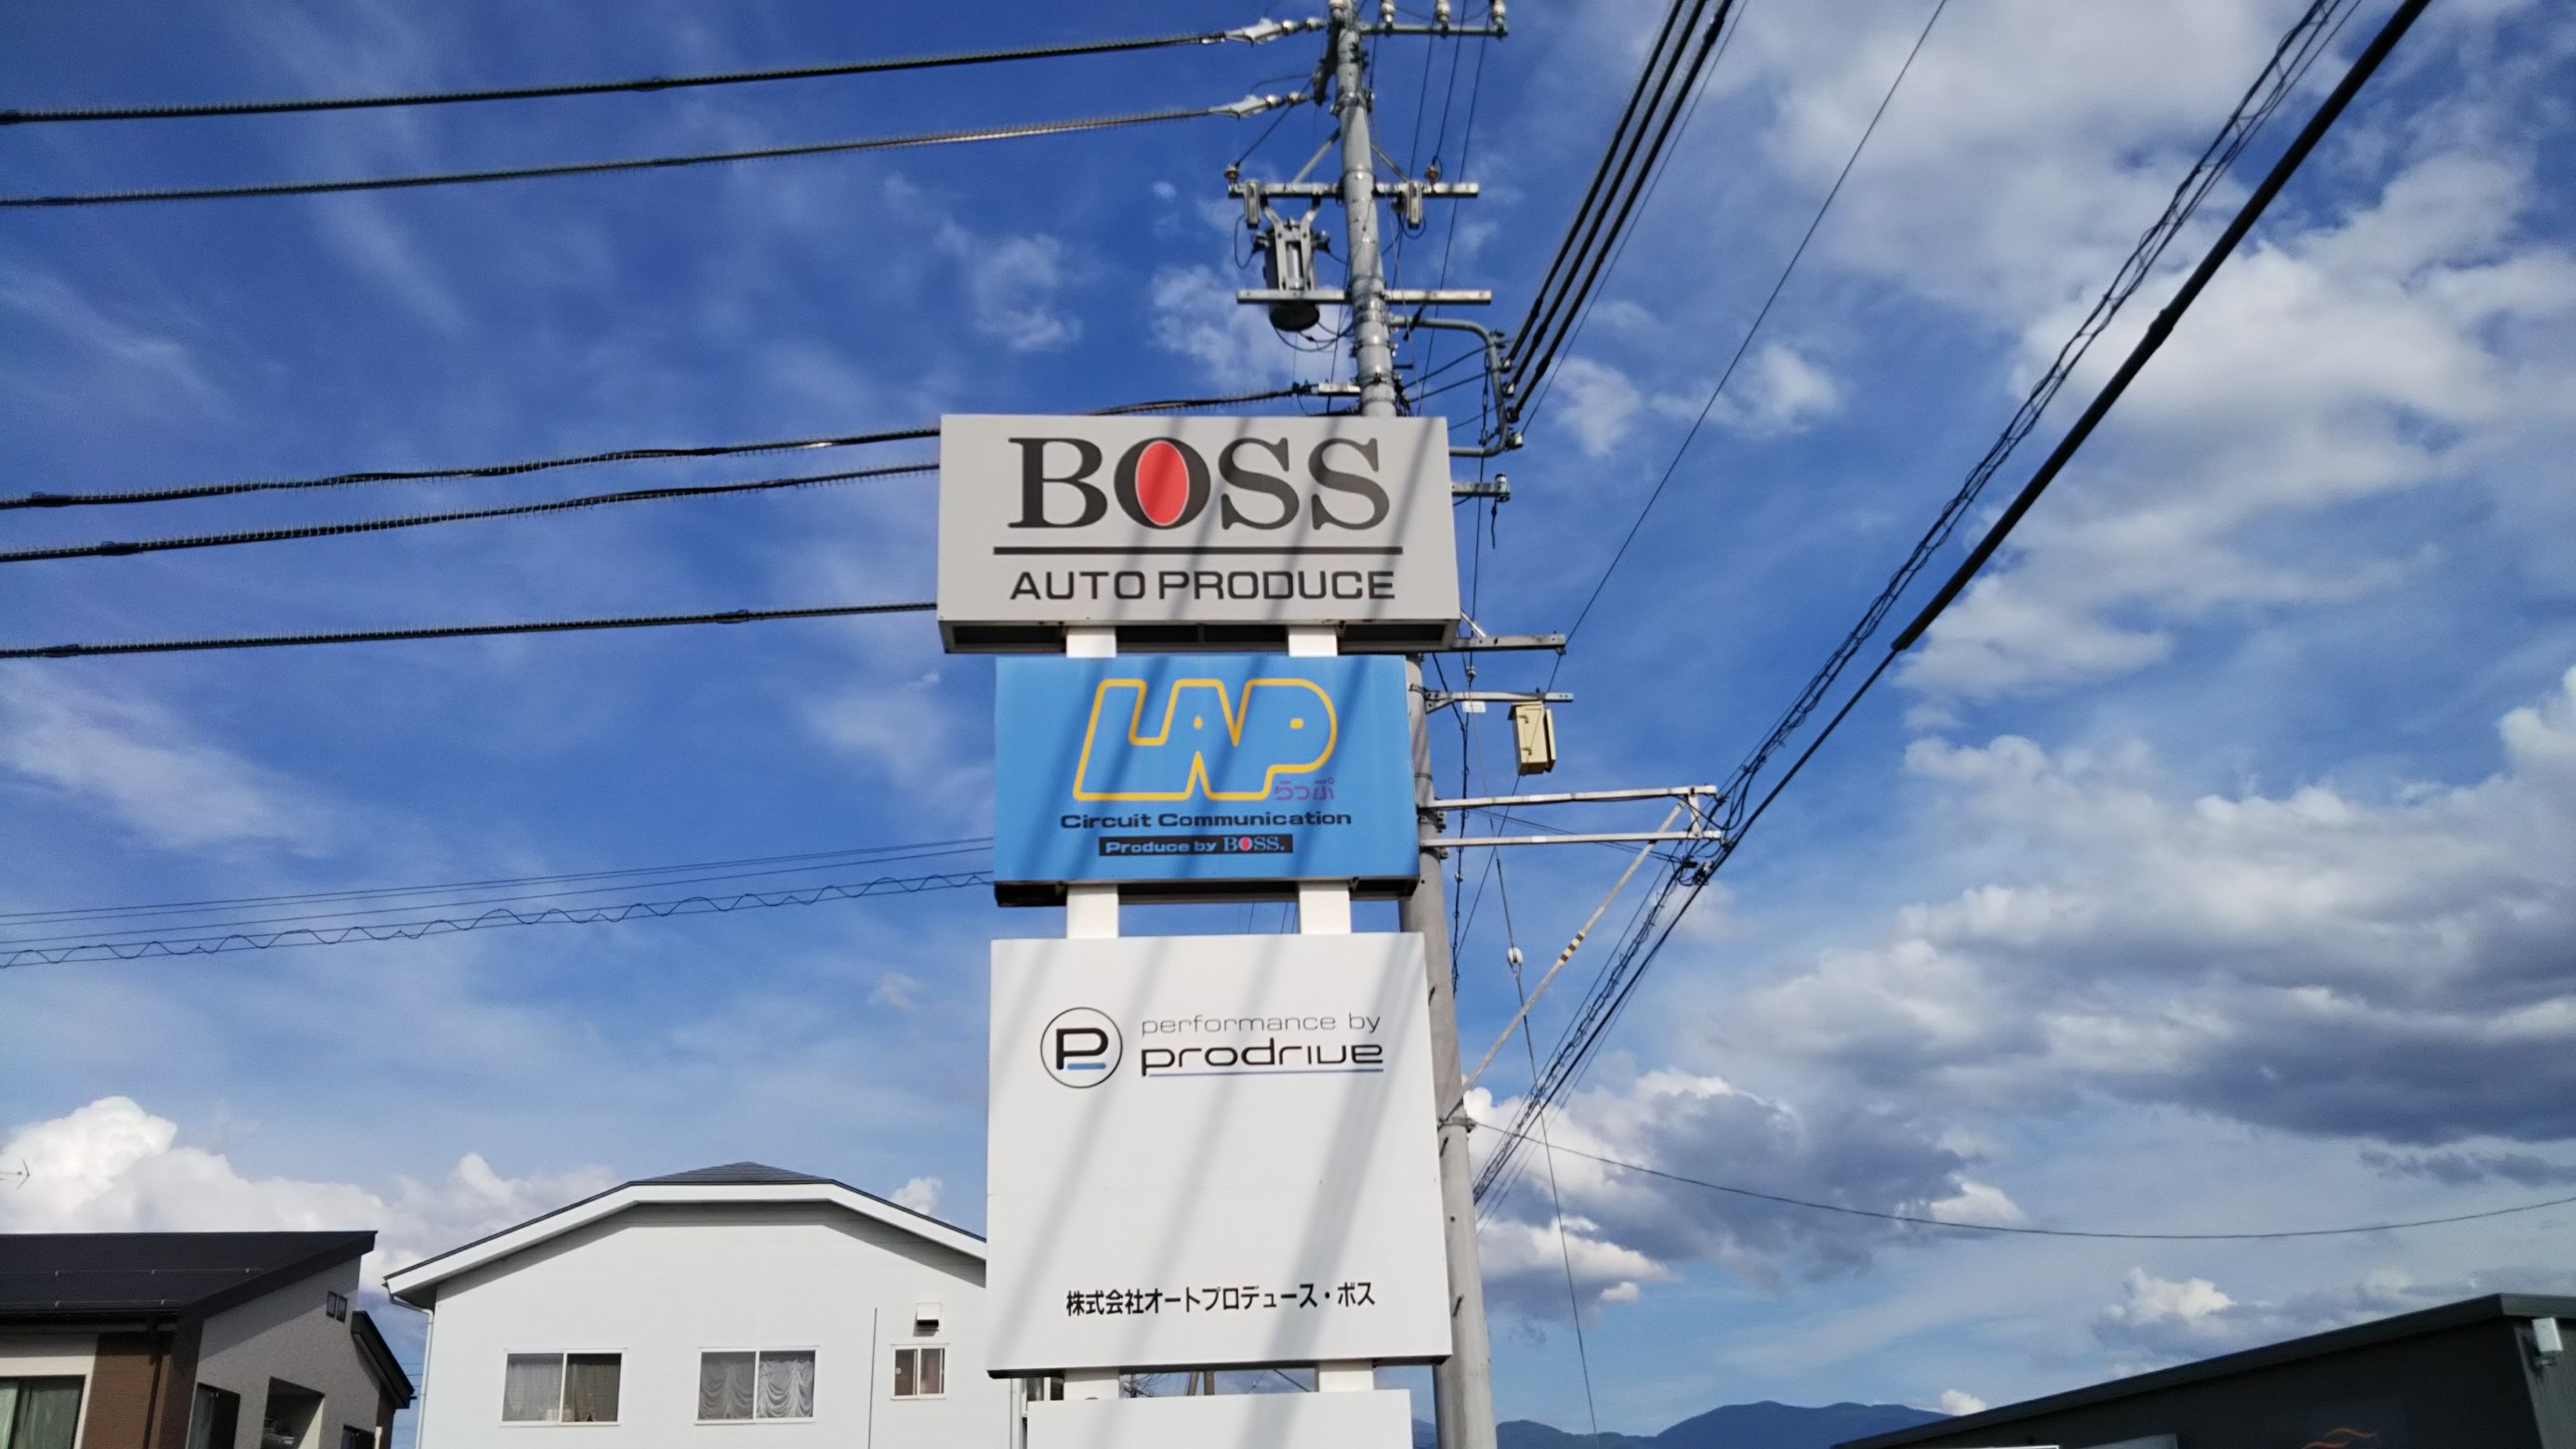 BOSS
AUTO PRODUCE
LAP
らっぷ
Circuit Communication
Produce by BOSS.
P
performance by
prodrive
株式会社オートプロデュース・ボス